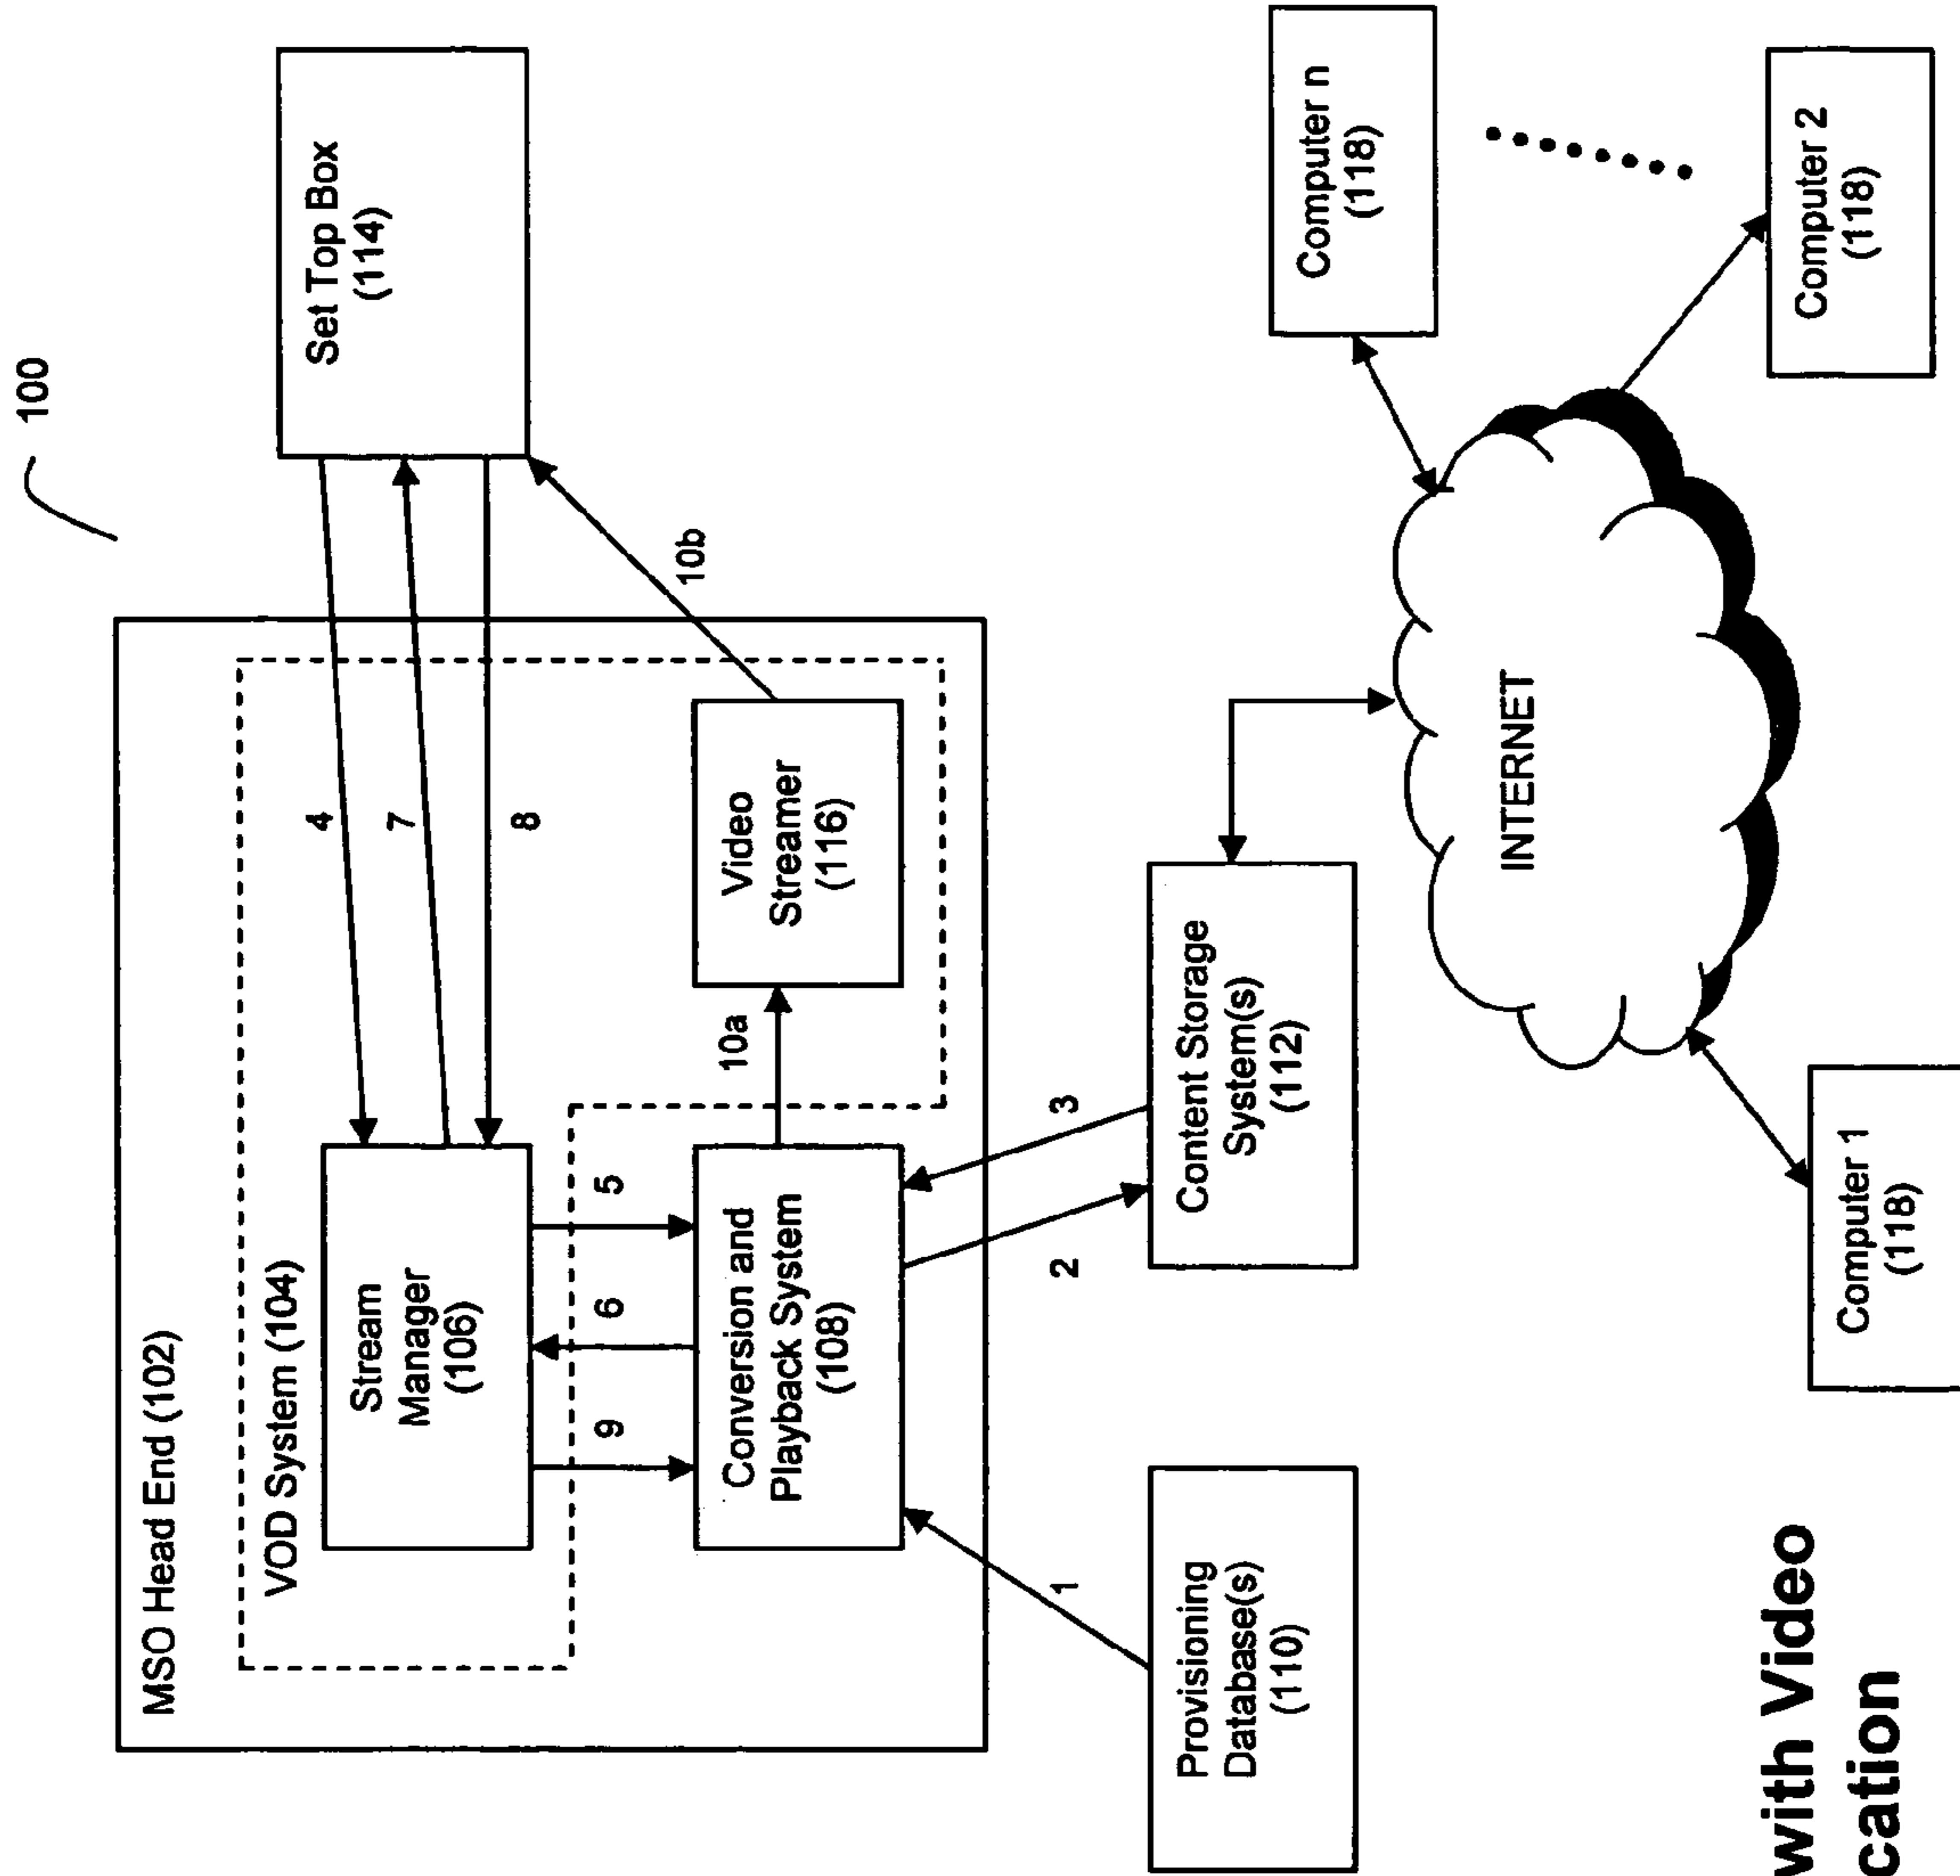 100
MSO Head End (102)
VOD System (104)
Stream
Manager
(106)
Set Top Box
(114)
4
7
8
9
6
5
Conversion and
Playback System
(108)
10a
Video
Streamer
(116)
10b
1
2
3
Provisioning
Database(s)
(110)
Content Storage
System(s)
(112)
INTERNET
Computer n
(118)
Computer 1
(118)
Computer 2
(118)
with Video
cation